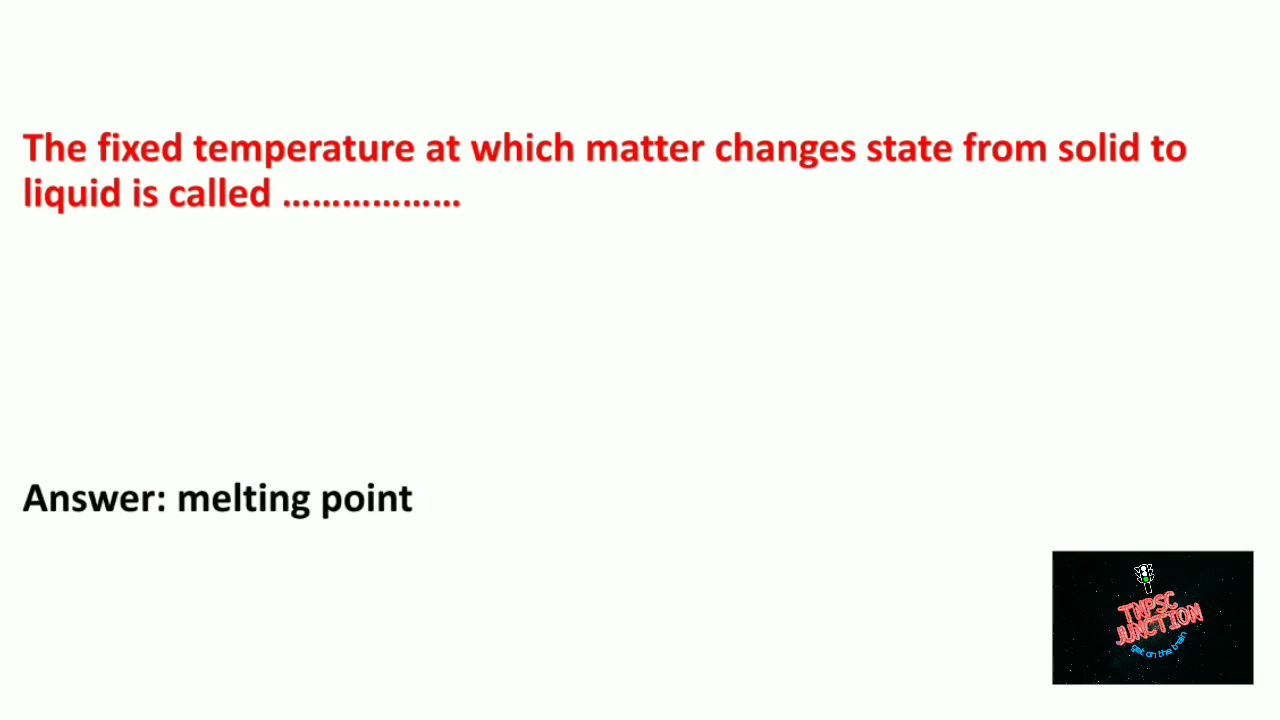 The fixed temperature at which matter changes state from solid to
liquid is called ………………
Answer: melting point
TNPSC
JUNCTION
get on the train